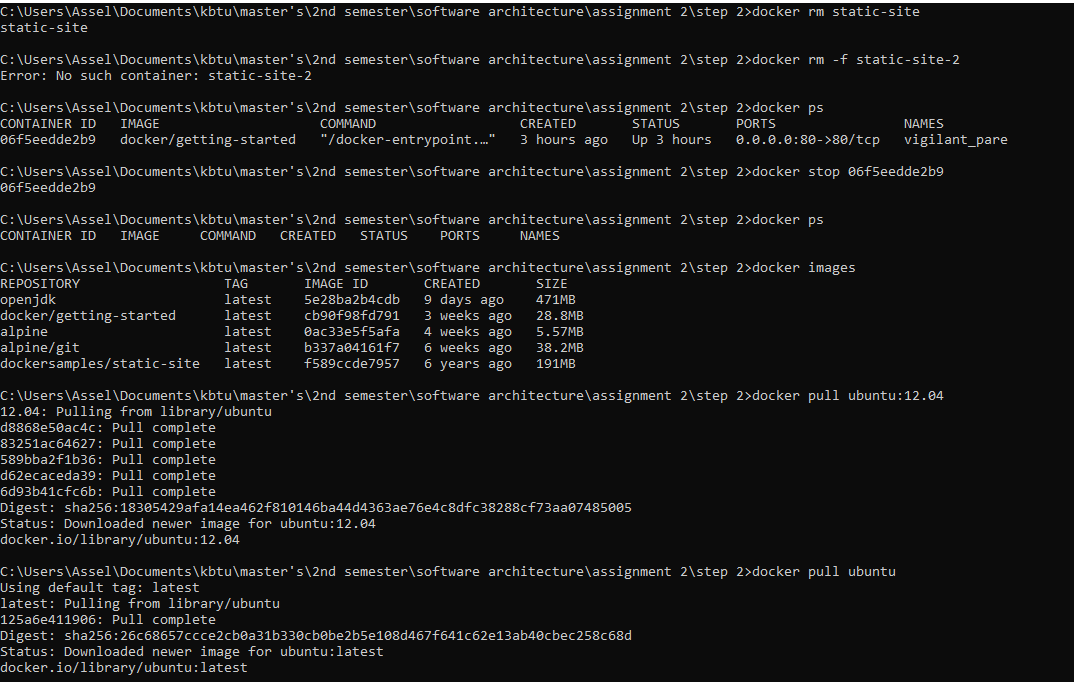 C:\Users\Assel\Documents\kbtu\master's\2nd semester\software architecture\assignment 2\step 2>docker rm static-site
static-site
C:\Users\Assel\Documents\kbtu\master's\2nd semester\software architecture\assignment 2\step 2>docker rm -f static-site-2
Error: No such container: static-site-2
C:\Users\Assel\Documents\kbtu\master's\2nd semester\software architecture\assignment 2\step 2>docker ps
CONTAINER ID   IMAGE                    COMMAND                  CREATED       STATUS       PORTS                NAMES
06f5eedde2b9   docker/getting-started   "/docker-entrypoint.…"   3 hours ago   Up 3 hours   0.0.0.0:80->80/tcp   vigilant_pare
C:\Users\Assel\Documents\kbtu\master's\2nd semester\software architecture\assignment 2\step 2>docker stop 06f5eedde2b9
06f5eedde2b9
C:\Users\Assel\Documents\kbtu\master's\2nd semester\software architecture\assignment 2\step 2>docker ps
CONTAINER ID   IMAGE     COMMAND   CREATED   STATUS    PORTS     NAMES
C:\Users\Assel\Documents\kbtu\master's\2nd semester\software architecture\assignment 2\step 2>docker images
REPOSITORY                  TAG       IMAGE ID       CREATED       SIZE
openjdk                     latest    5e28ba2b4cdb   9 days ago    471MB
docker/getting-started      latest    cb90f98fd791   3 weeks ago   28.8MB
alpine                      latest    0ac33e5f5afa   4 weeks ago   5.57MB
alpine/git                  latest    b337a04161f7   6 weeks ago   38.2MB
dockersamples/static-site   latest    f589ccde7957   6 years ago   191MB
C:\Users\Assel\Documents\kbtu\master's\2nd semester\software architecture\assignment 2\step 2>docker pull ubuntu:12.04
12.04: Pulling from library/ubuntu
d8868e50ac4c: Pull complete
83251ac64627: Pull complete
589bba2f1b36: Pull complete
d62ecaceda39: Pull complete
6d93b41cfc6b: Pull complete
Digest: sha256:18305429afa14ea462f810146ba44d4363ae76e4c8dfc38288cf73aa07485005
Status: Downloaded newer image for ubuntu:12.04
docker.io/library/ubuntu:12.04
C:\Users\Assel\Documents\kbtu\master's\2nd semester\software architecture\assignment 2\step 2>docker pull ubuntu
Using default tag: latest
latest: Pulling from library/ubuntu
125a6e411906: Pull complete
Digest: sha256:26c68657ccce2cb0a31b330cb0be2b5e108d467f641c62e13ab40cbec258c68d
Status: Downloaded newer image for ubuntu:latest
docker.io/library/ubuntu:latest